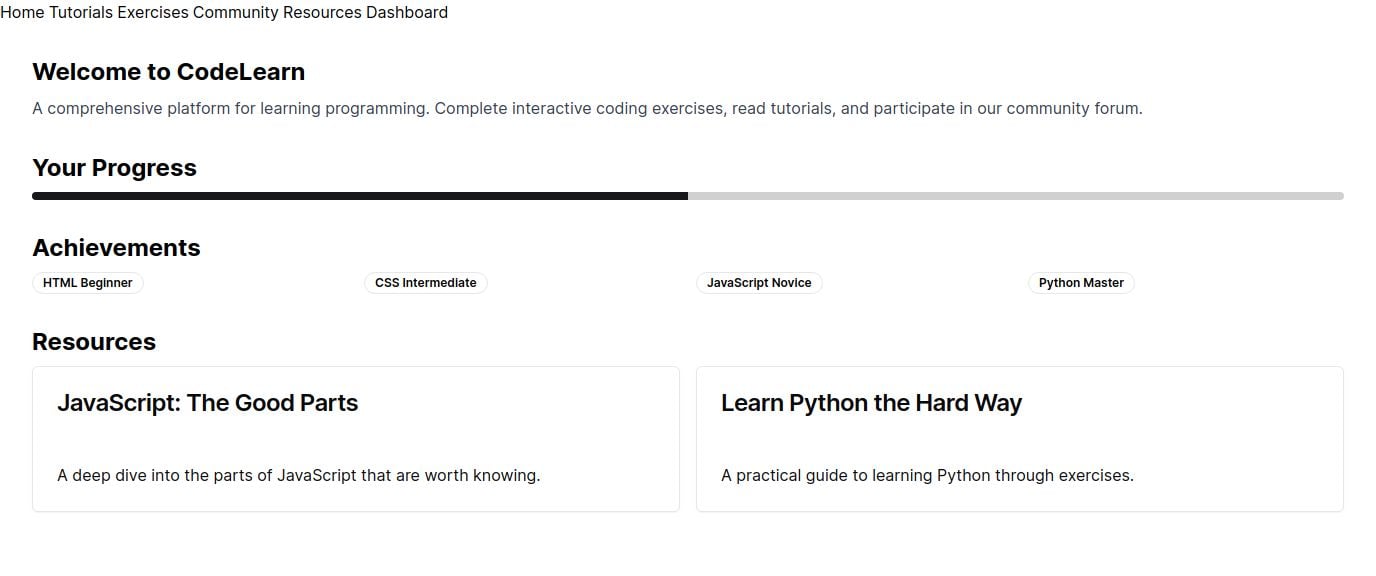 Home Tutorials Exercises Community Resources Dashboard
Welcome to CodeLearn
A comprehensive platform for learning programming. Complete interactive coding exercises, read tutorials, and participate in our community forum.
Your Progress
Achievements
HTML Beginner CSS Intermediate JavaScript Novice Python Master
Resources
JavaScript: The Good Parts
A deep dive into the parts of JavaScript that are worth knowing.
Learn Python the Hard Way
A practical guide to learning Python through exercises.